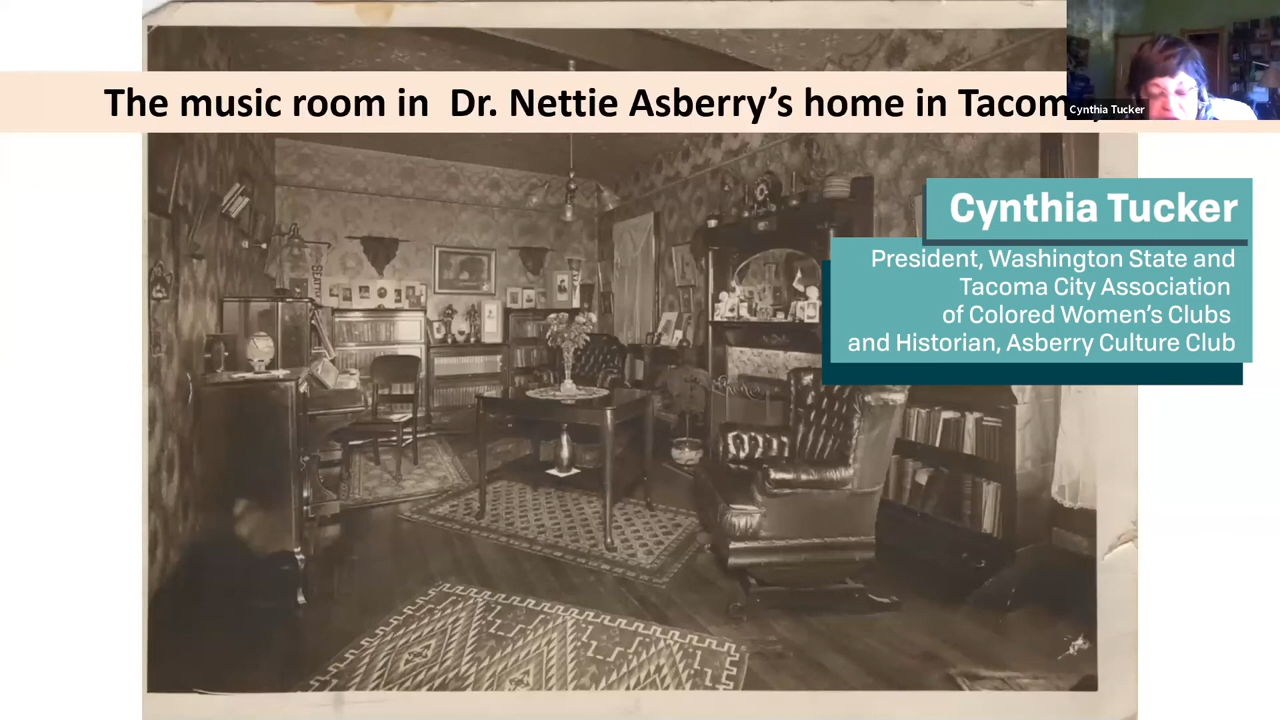 The music room in  Dr. Nettie Asberry's home in Tacom
Cynthia Tucker
Cynthia Tucker
President, Washington State and
Tacoma City Association
of Colored Women's Clubs
and Historian, Asberry Culture Club